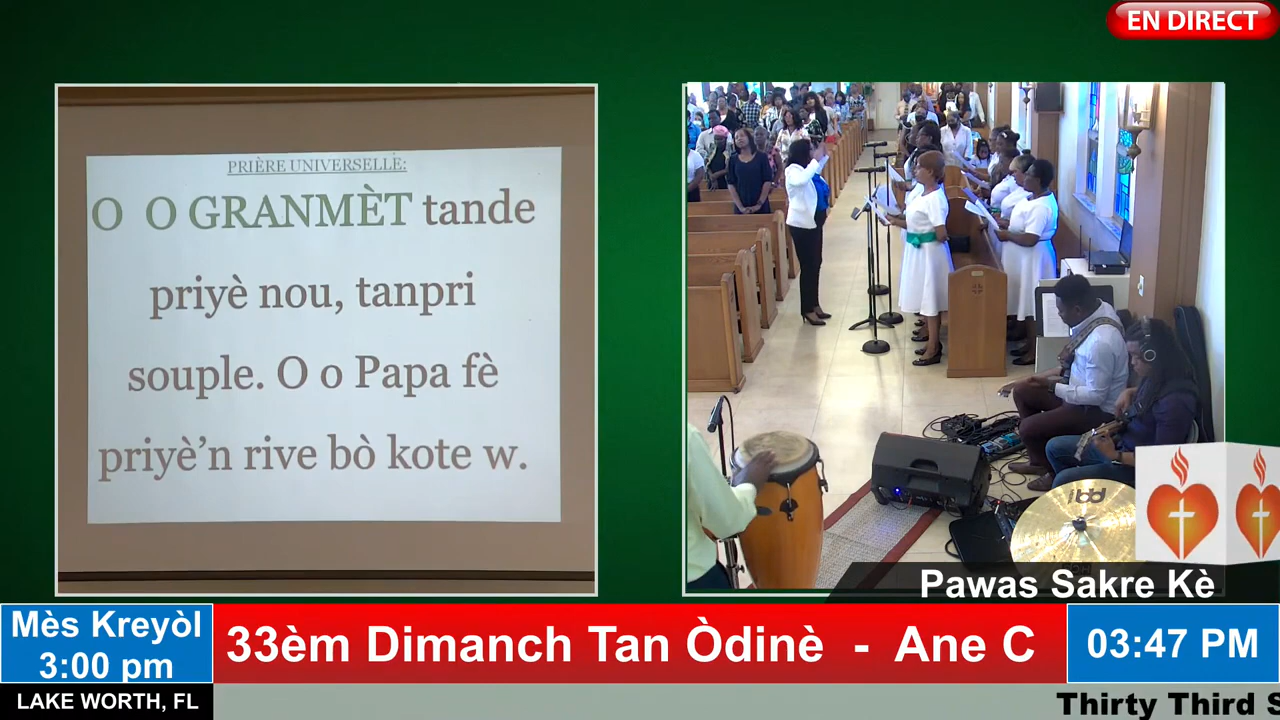 EN DIRECT
PRIÈRE UNIVERSELLE:
O O GRANMÈT tande
priyè nou, tanpri
souple. O o Papa fè
priyè’n rive bò kote w.
Pawas Sakre Kè
Mès Kreyòl
3:00 pm
33èm Dimanch Tan Òdinè - Ane C
03:47 PM
LAKE WORTH, FL
Thirty Third S